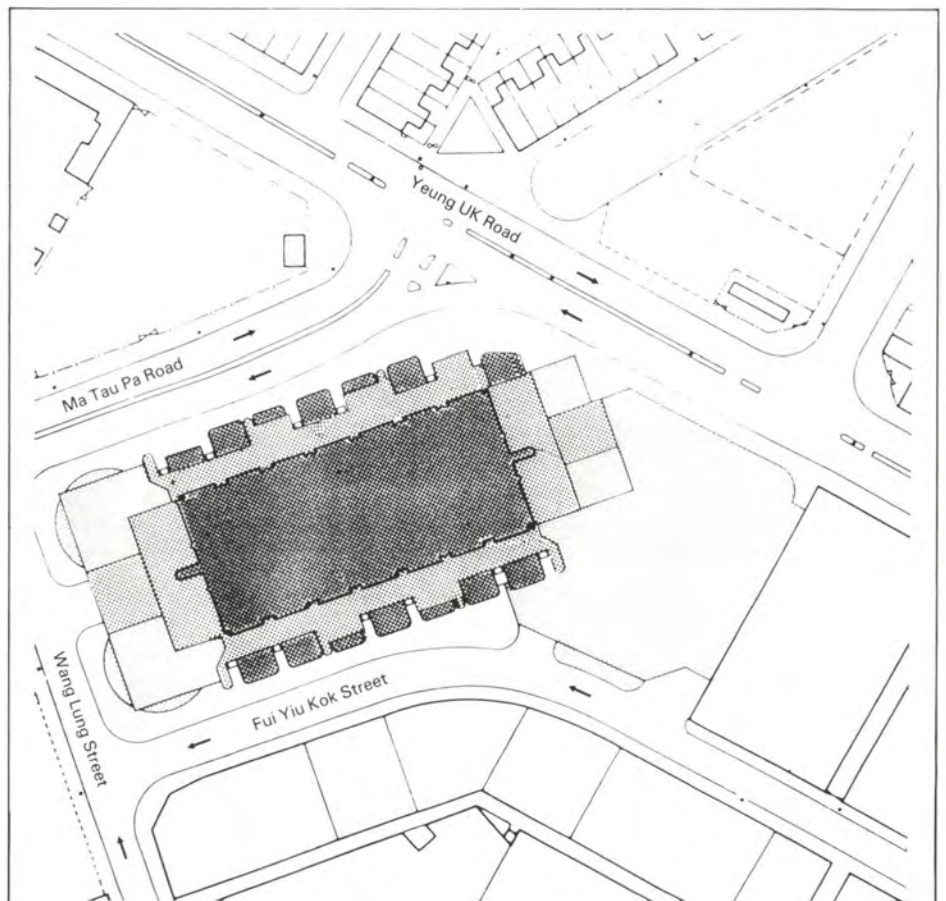 Yeung UK Road
Ma Tau Pa Road
Fui Yiu Kok Street
Wang Lung Street